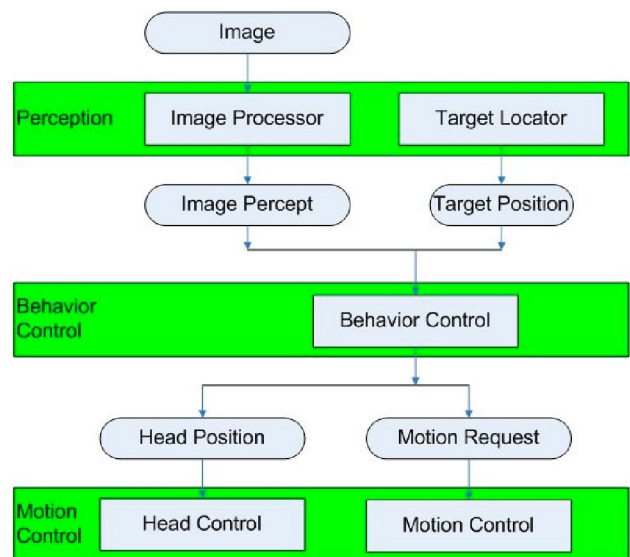 Image
Perception
Image Processor
Target Locator
Image Percept
Target Position
Behavior
Control
Behavior Control
Head Position
Motion Request
Motion
Control
Head Control
Motion Control